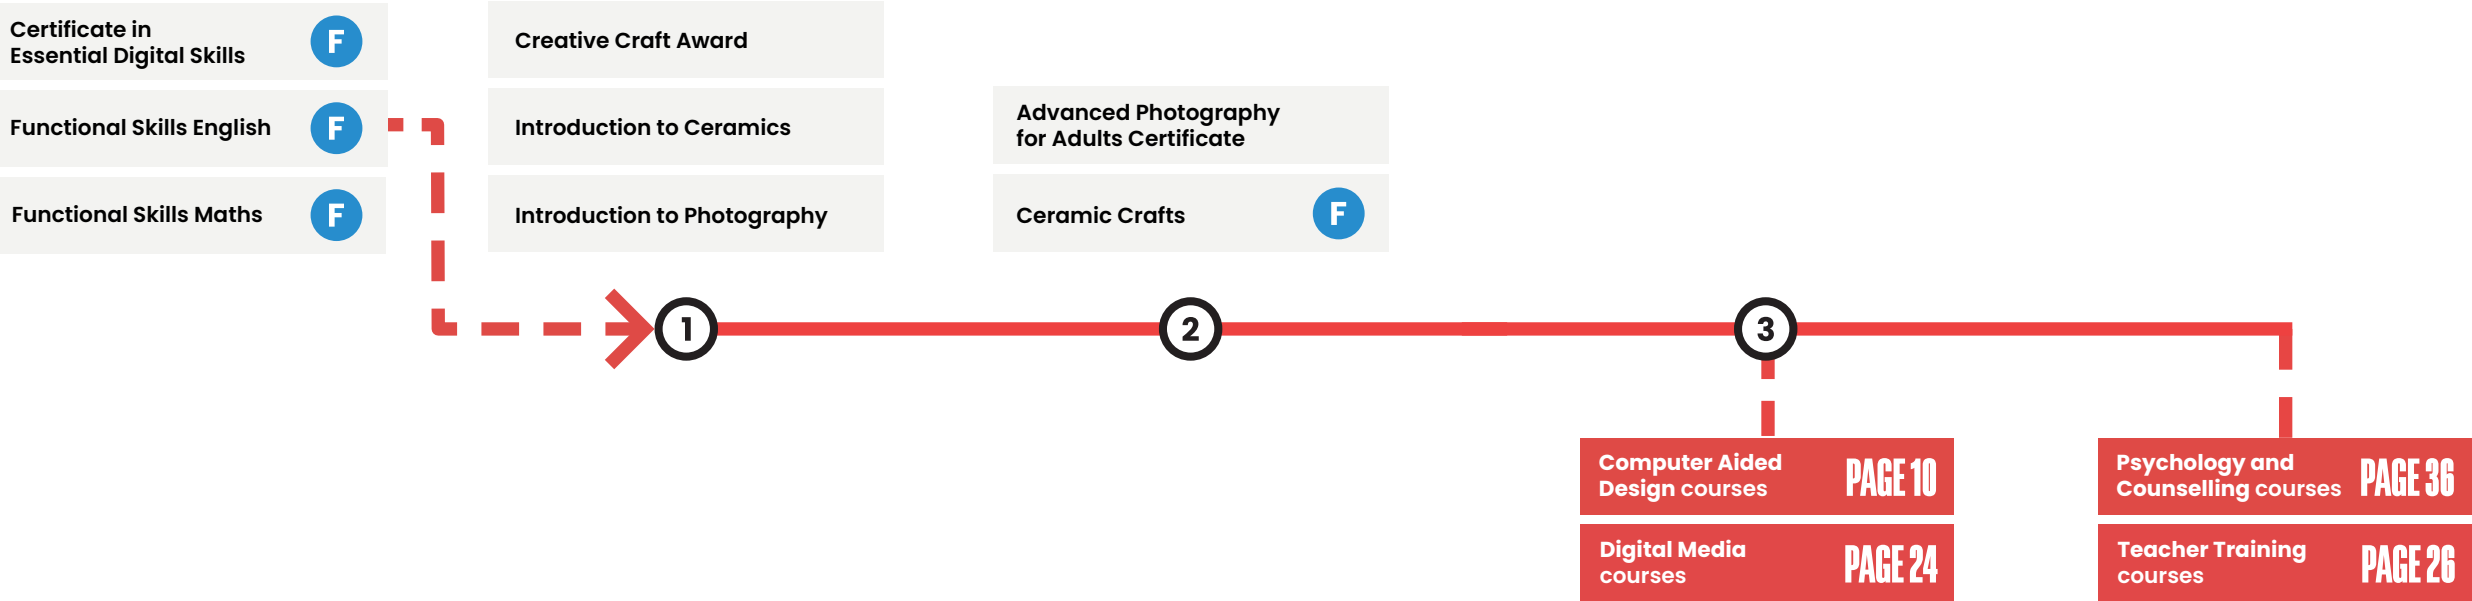 Certificate in
Essential Digital Skills
F
Functional Skills English
F
Functional Skills Maths
F
Creative Craft Award
Introduction to Ceramics
Introduction to Photography
Advanced Photography
for Adults Certificate
Ceramic Crafts
F
1
2
3
Computer Aided
Design courses
PAGE 10
Digital Media
courses
PAGE 24
Psychology and
Counselling courses
PAGE 36
Teacher Training
courses
PAGE 26